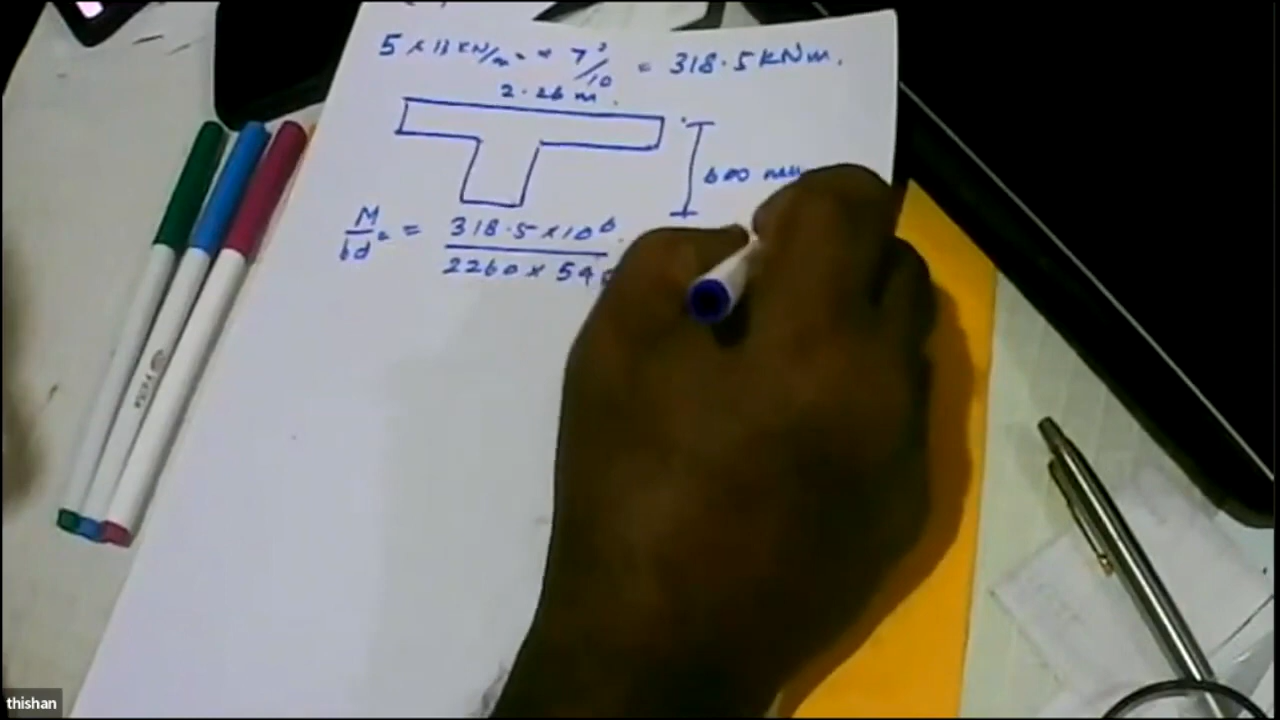 5 × 13 kN/m² × 7²/10 = 318.5 kNm.
2.26 m.
600 mm
M/bd² = 318.5×10⁶
2260 × 540
thishan